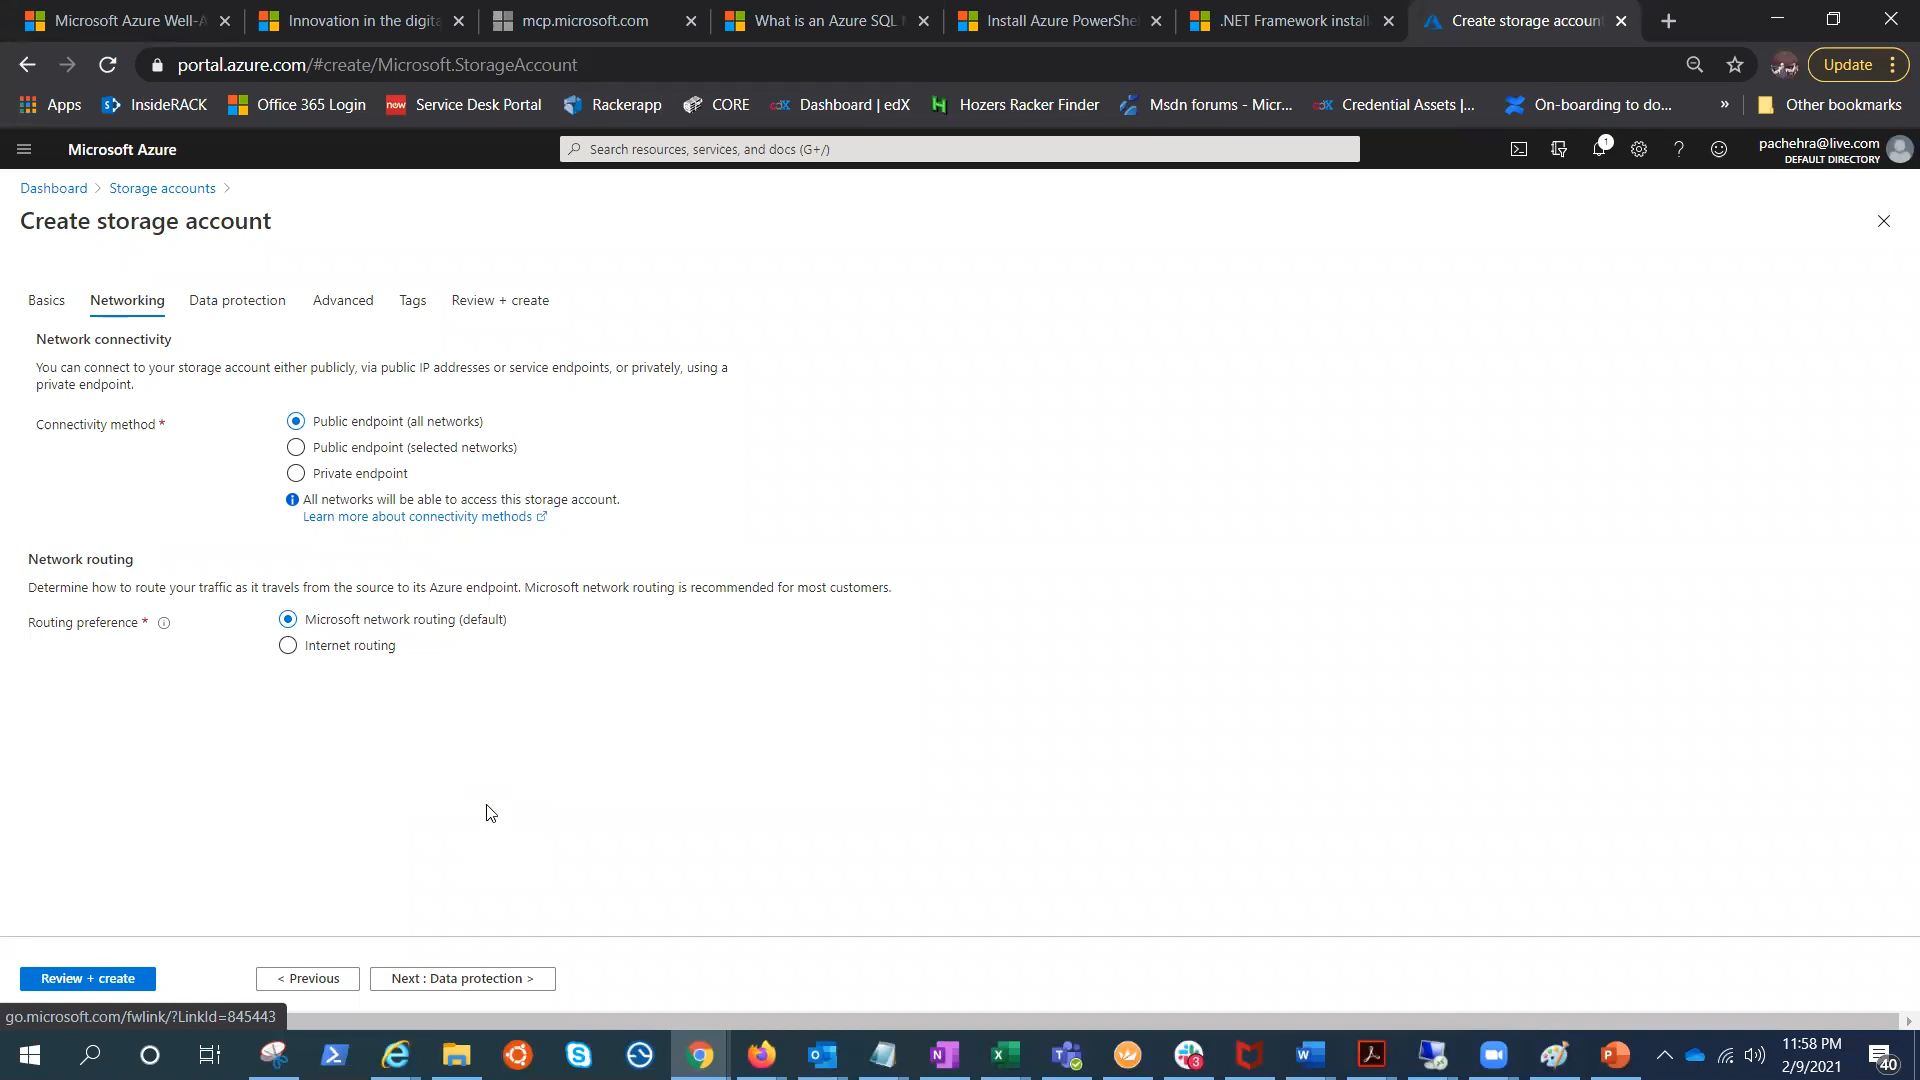 Microsoft Azure Well-A
Innovation in the digita
mcp.microsoft.com
What is an Azure SQL
Install Azure PowerShe
.NET Framework install
Create storage account
portal.azure.com/#create/Microsoft.StorageAccount
Update
Apps
InsideRACK
Office 365 Login
now
Service Desk Portal
Rackerapp
CORE
edX
Dashboard | edX
Hozers Racker Finder
Msdn forums - Micr...
edX
Credential Assets |...
On-boarding to do...
»
Other bookmarks
Microsoft Azure
Search resources, services, and docs (G+/)
1
pachehra@live.com
DEFAULT DIRECTORY
Dashboard > Storage accounts >
Create storage account
Basics
Networking
Data protection
Advanced
Tags
Review + create
Network connectivity
You can connect to your storage account either publicly, via public IP addresses or service endpoints, or privately, using a
private endpoint.
Connectivity method *
Public endpoint (all networks)
Public endpoint (selected networks)
Private endpoint
All networks will be able to access this storage account.
Learn more about connectivity methods
Network routing
Determine how to route your traffic as it travels from the source to its Azure endpoint. Microsoft network routing is recommended for most customers.
Routing preference *
Microsoft network routing (default)
Internet routing
Review + create
< Previous
Next : Data protection >
go.microsoft.com/fwlink/?LinkId=845443
3
11:58 PM
2/9/2021
40